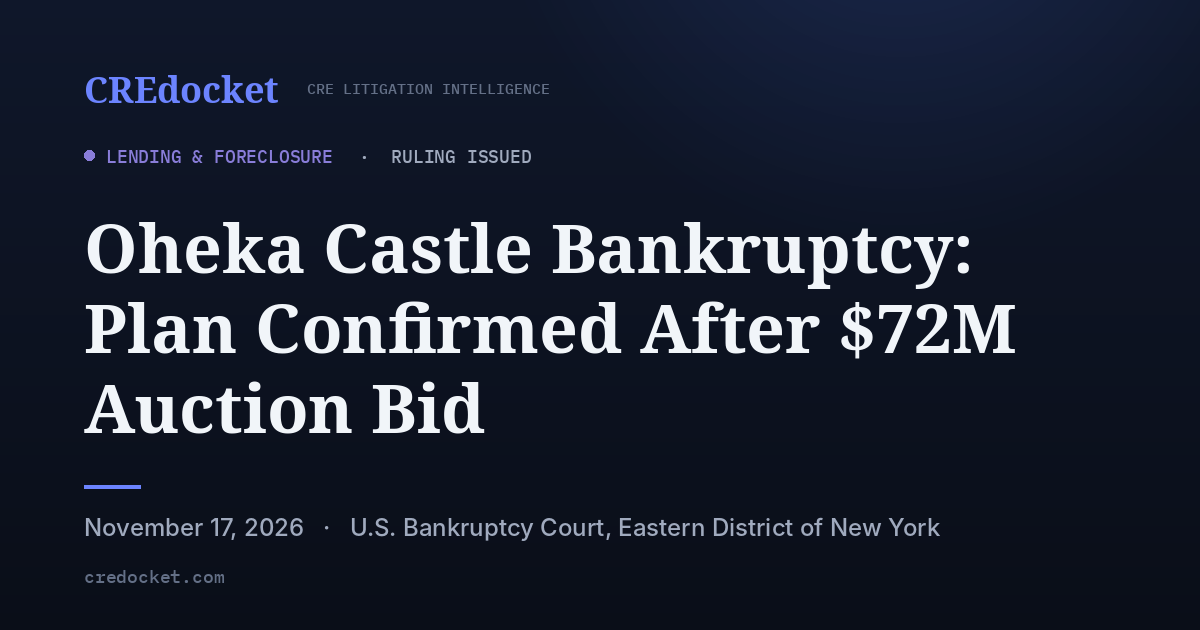 CREdocket CRE LITIGATION INTELLIGENCE
LENDING & FORECLOSURE · RULING ISSUED
Oheka Castle Bankruptcy:
Plan Confirmed After $72M
Auction Bid
November 17, 2026 · U.S. Bankruptcy Court, Eastern District of New York
credocket.com